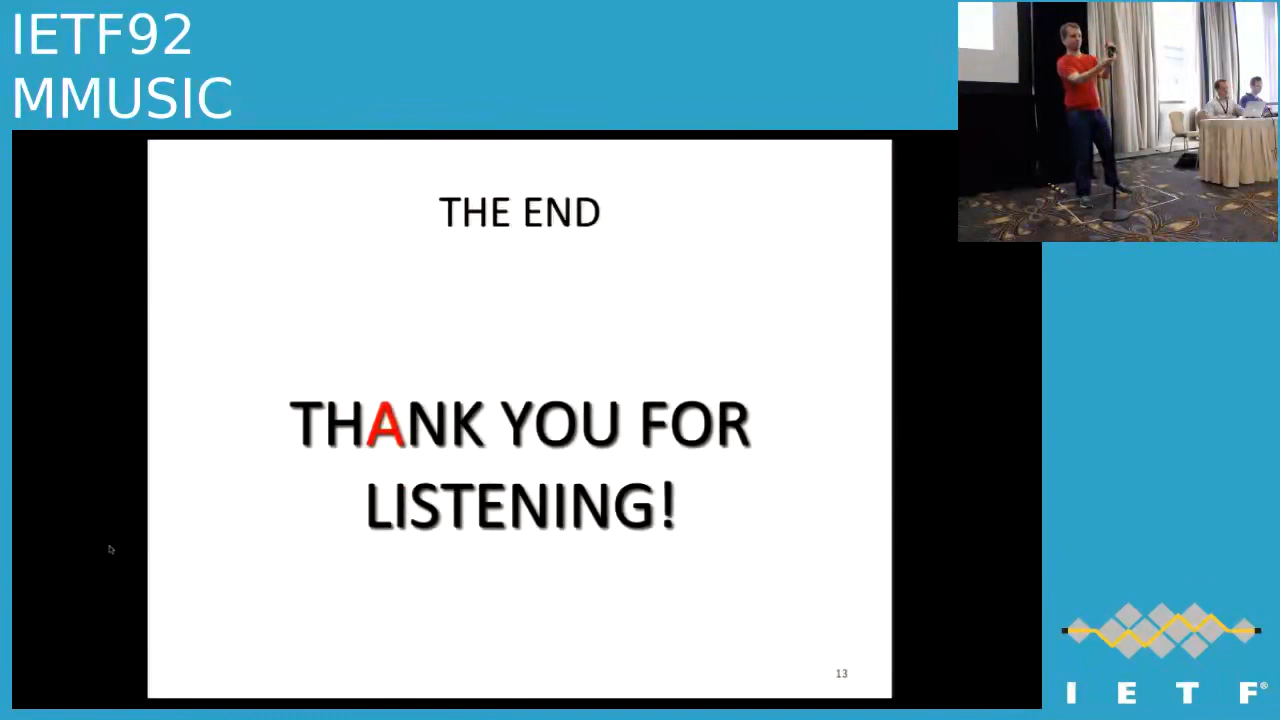 IETF92
MMUSIC
THE END
THANK YOU FOR
LISTENING!
13
I E T F®